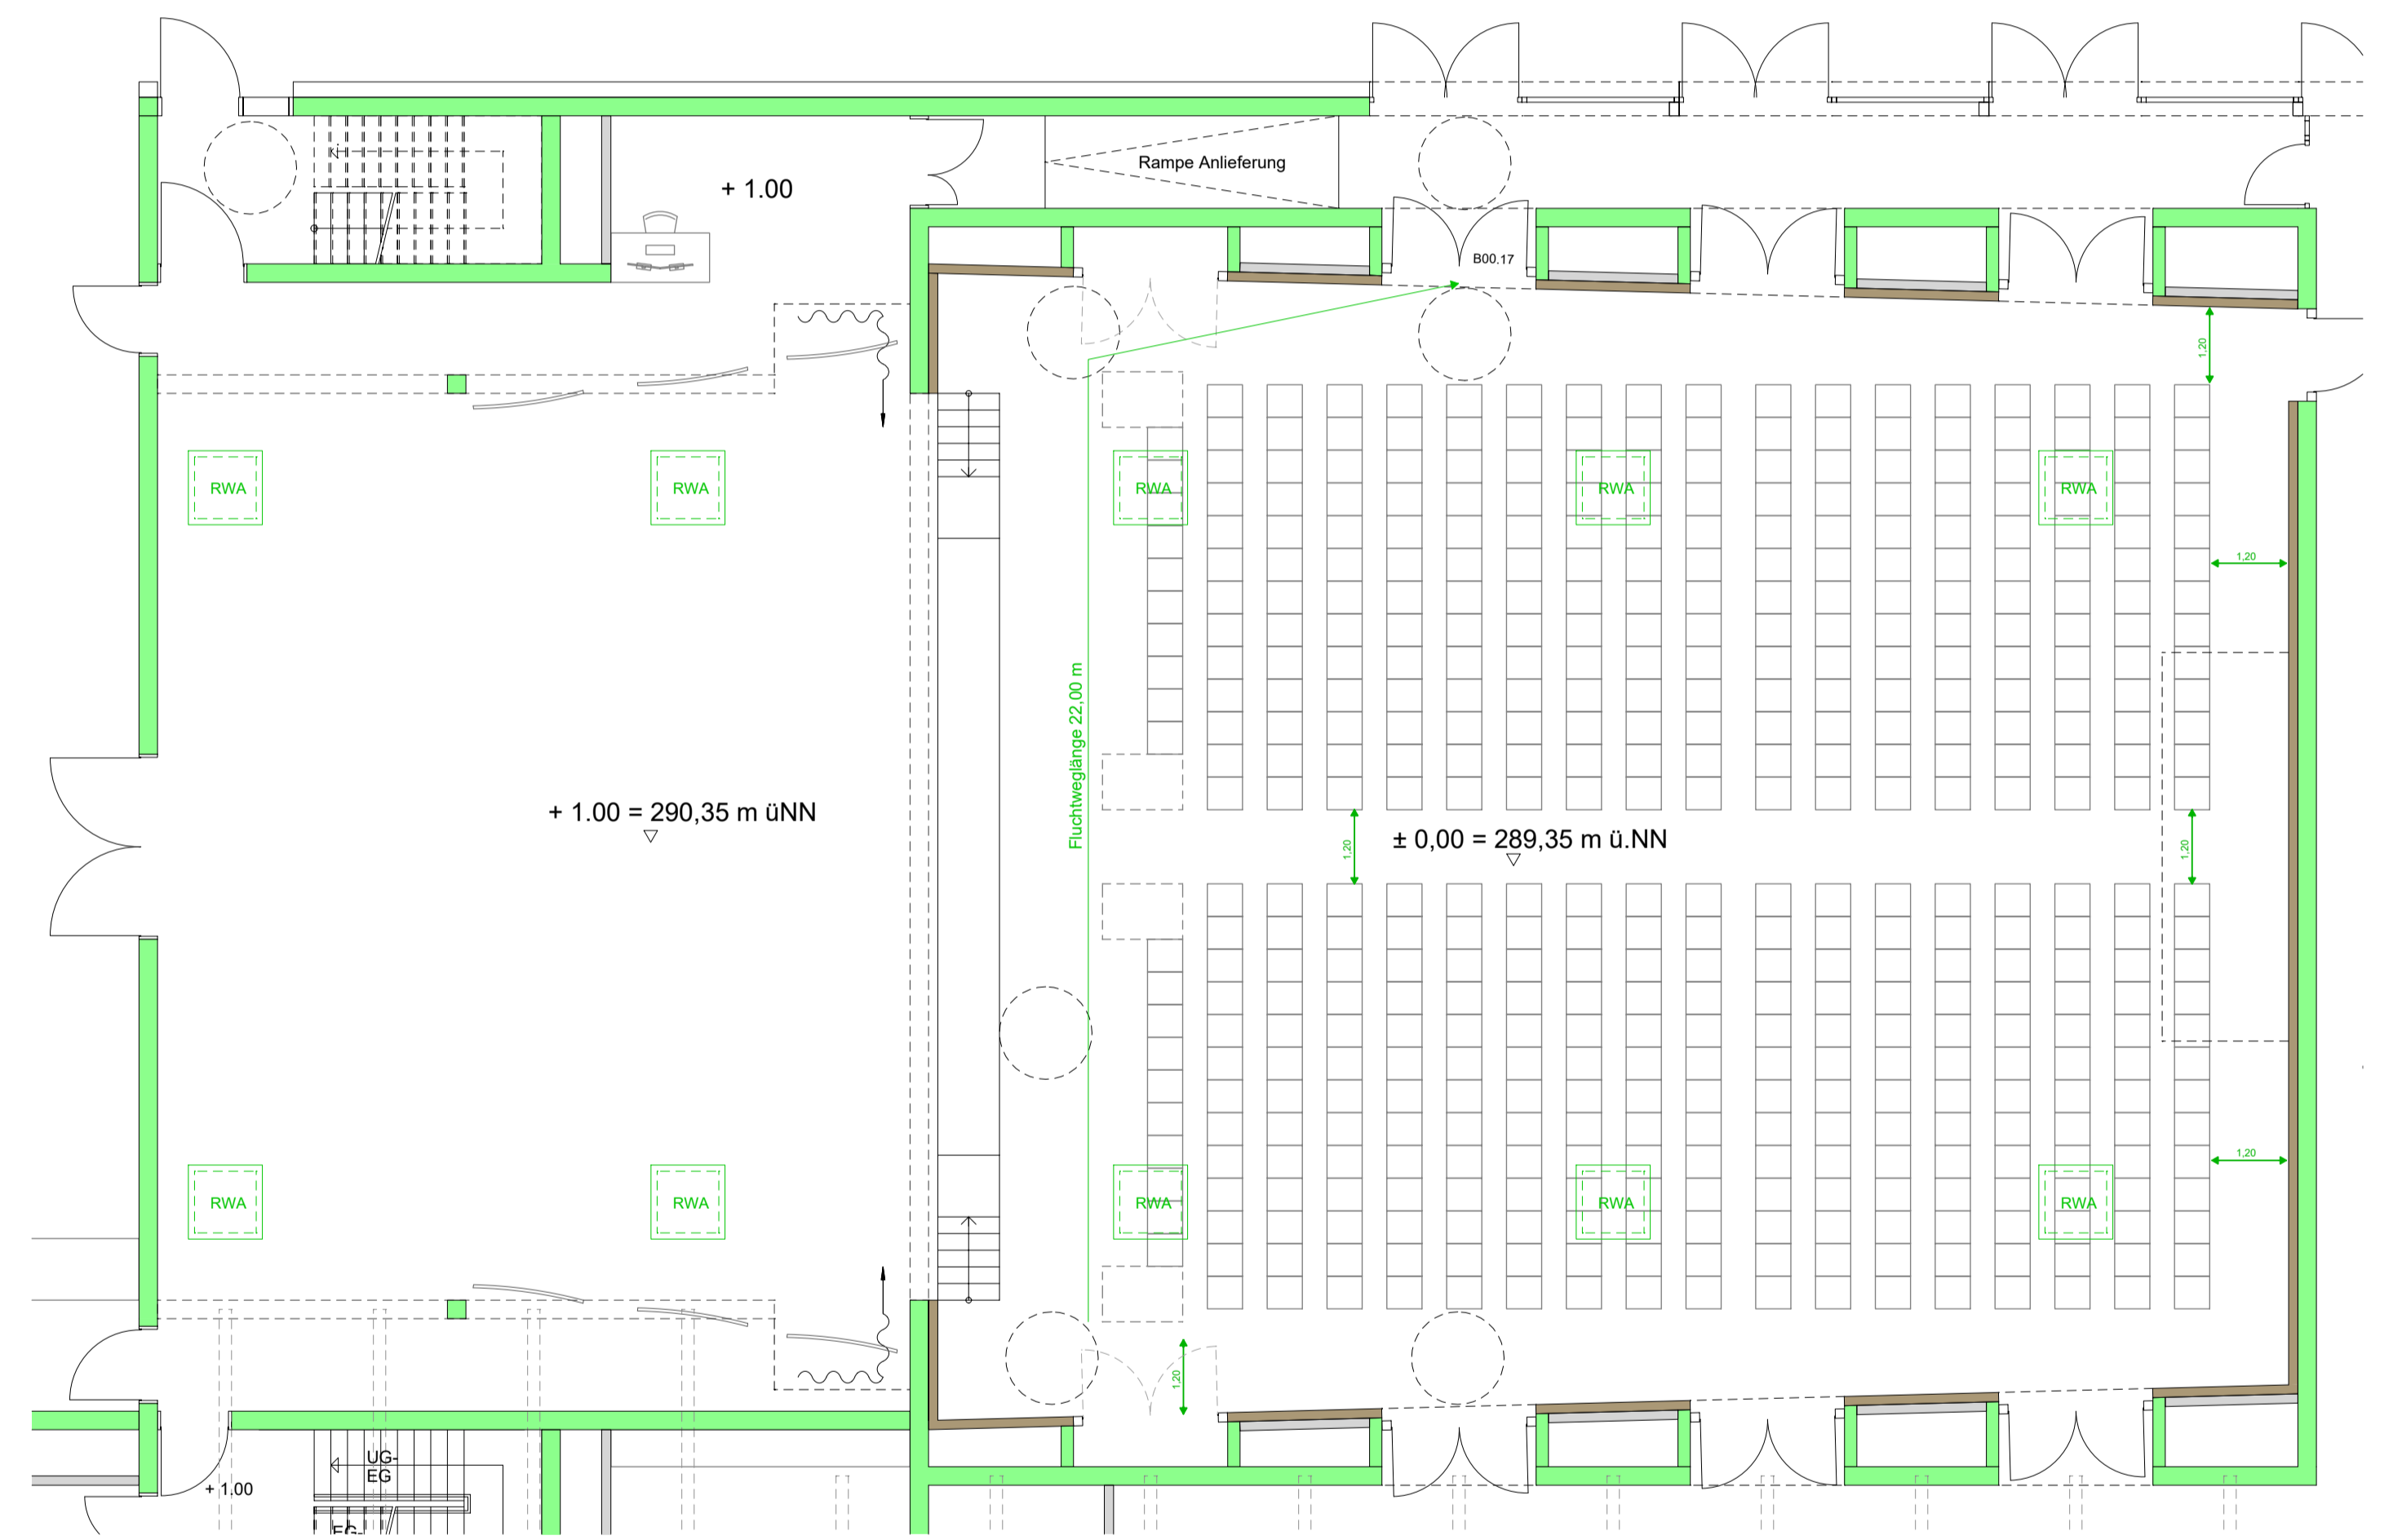 Rampe Anlieferung
+ 1.00
B00.17
1,20
RWA
RWA
RWA
RWA
RWA
1,20
Fluchtweglänge 22,00 m
+ 1.00 = 290,35 m üNN
± 0,00 = 289,35 m ü.NN
1,20
1,20
1,20
RWA
RWA
RWA
RWA
RWA
1,20
UG-
EG
+ 1.00
EG-